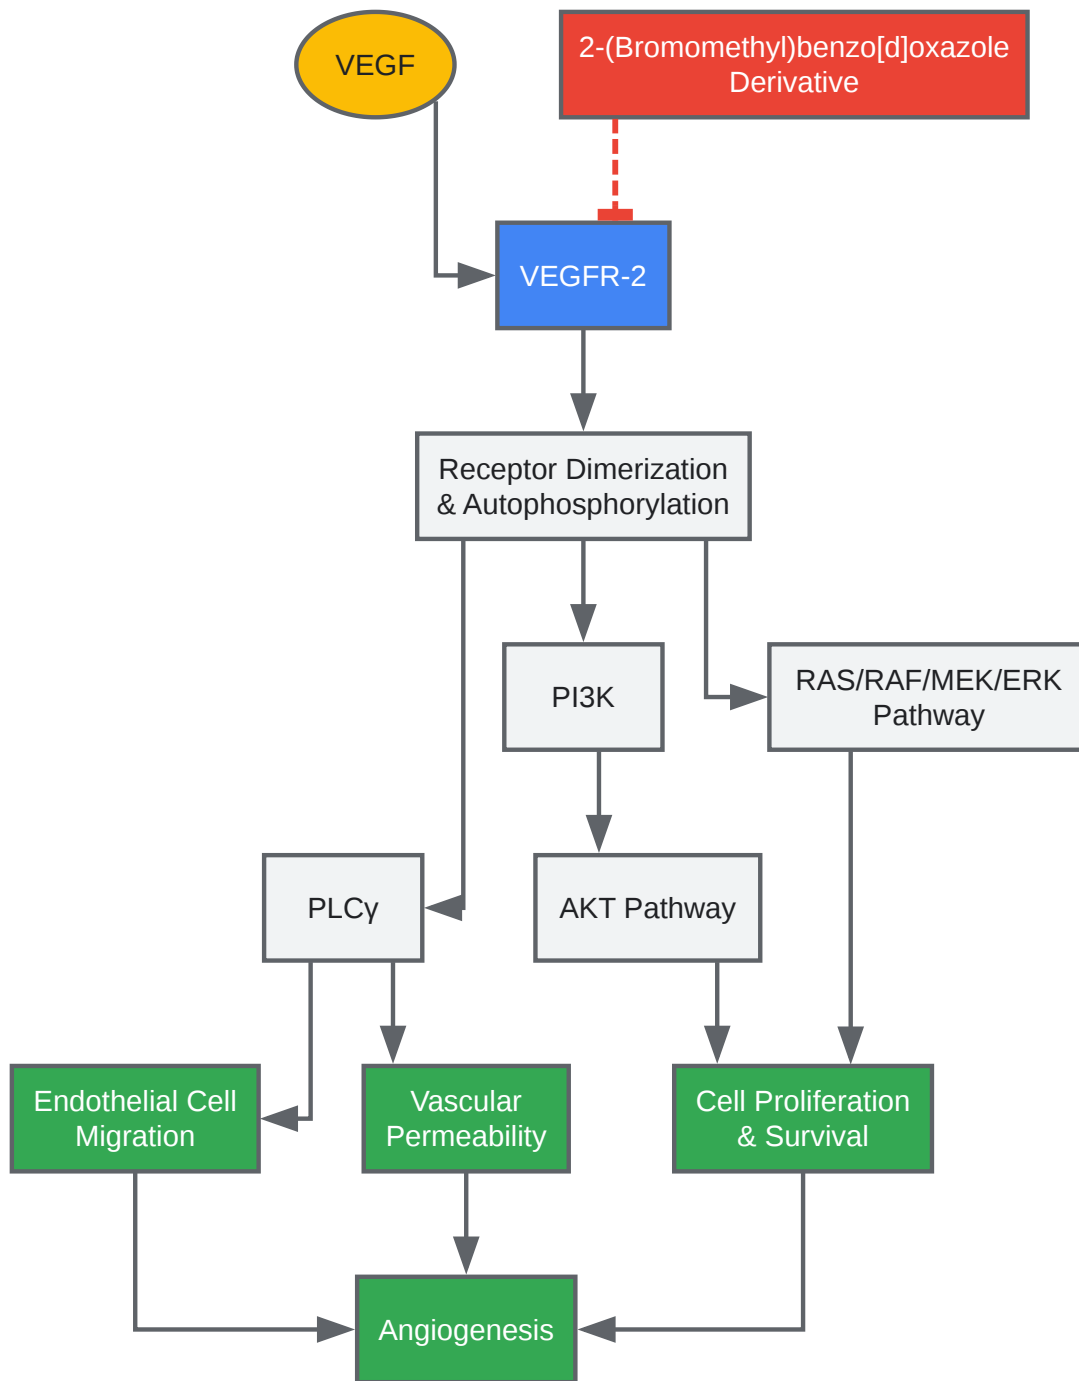 VEGF
2-(Bromomethyl)benzo[d]oxazole
Derivative
VEGFR-2
Receptor Dimerization
& Autophosphorylation
PI3K
RAS/RAF/MEK/ERK
Pathway
PLCγ
AKT Pathway
Endothelial Cell
Migration
Vascular
Permeability
Cell Proliferation
& Survival
Angiogenesis